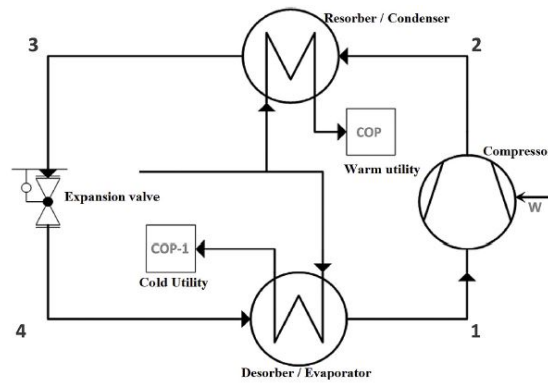 3
Resorber / Condenser
2
COP
Warm utility
Compresso
Expansion valve
W
COP-1
Cold Utility
4
1
Desorber / Evaporator